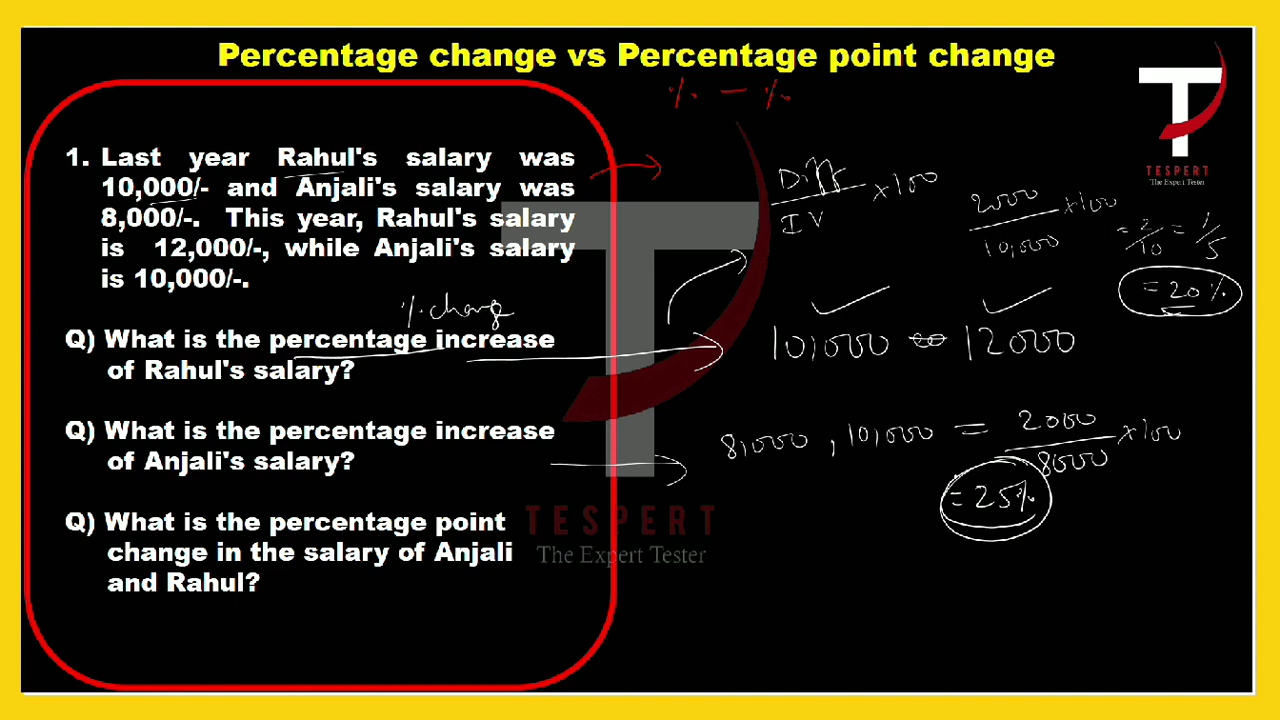 Percentage change vs Percentage point change
% - %
TESPERT
The Expert Tester
1. Last year Rahul's salary was
10,000/- and Anjali's salary was
8,000/-. This year, Rahul's salary
is 12,000/-, while Anjali's salary
is 10,000/-.
Diff/IV ×100
2000/10,000 ×100
= 2/10 = 1/5
= 20%
% change
Q) What is the percentage increase
of Rahul's salary?
10,000 12000
Q) What is the percentage increase
of Anjali's salary?
8,000, 10,000 = 2000/8000 ×100
= 25%
Q) What is the percentage point
change in the salary of Anjali
and Rahul?
TESPERT
The Expert Tester